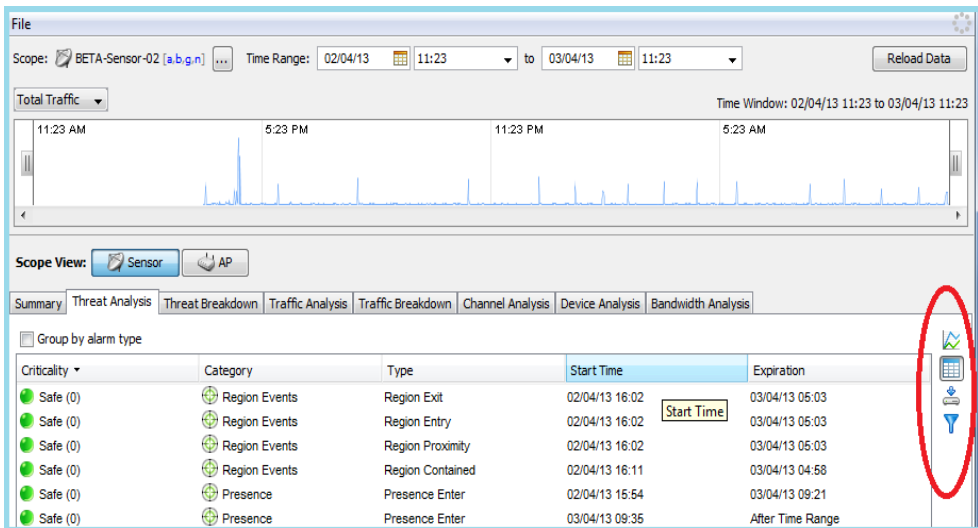 File
Scope: BETA-Sensor-02 [a,b,g,n] ... Time Range: 02/04/13 11:23 to 03/04/13 11:23 Reload Data
Total Traffic Time Window: 02/04/13 11:23 to 03/04/13 11:23
11:23 AM 5:23 PM 11:23 PM 5:23 AM
Scope View: Sensor AP
Summary Threat Analysis Threat Breakdown Traffic Analysis Traffic Breakdown Channel Analysis Device Analysis Bandwidth Analysis
Group by alarm type
Criticality Category Type Start Time Expiration
Safe (0) Region Events Region Exit 02/04/13 16:02 03/04/13 05:03
Start Time
Safe (0) Region Events Region Entry 02/04/13 16:02 03/04/13 05:03
Safe (0) Region Events Region Proximity 02/04/13 16:02 03/04/13 05:03
Safe (0) Region Events Region Contained 02/04/13 16:11 03/04/13 04:58
Safe (0) Presence Presence Enter 02/04/13 15:54 03/04/13 09:21
Safe (0) Presence Presence Enter 03/04/13 09:35 After Time Range